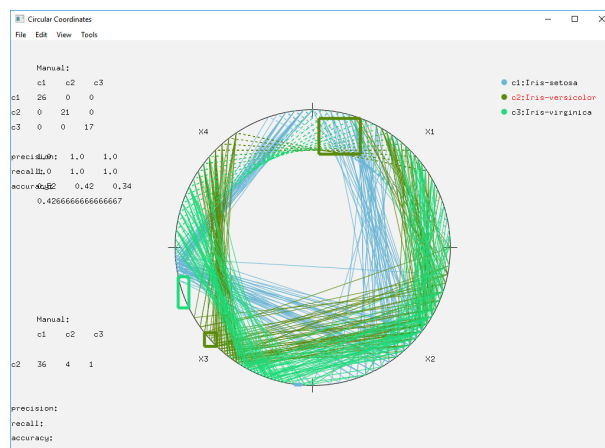 Circular Coordinates
File Edit View Tools
Manual:
c1 c2 c3
c1 26 0 0
c2 0 21 0
c3 0 0 17
precision: 1.0 1.0 1.0
recall: 1.0 1.0 1.0
accuracy: 0.52 0.42 0.34
0.4266666666666667
c1:Iris-setosa
c2:Iris-versicolor
c3:Iris-virginica
X4
X1
X3
X2
Manual:
c1 c2 c3
c2 36 4 1
precision:
recall:
accuracy: